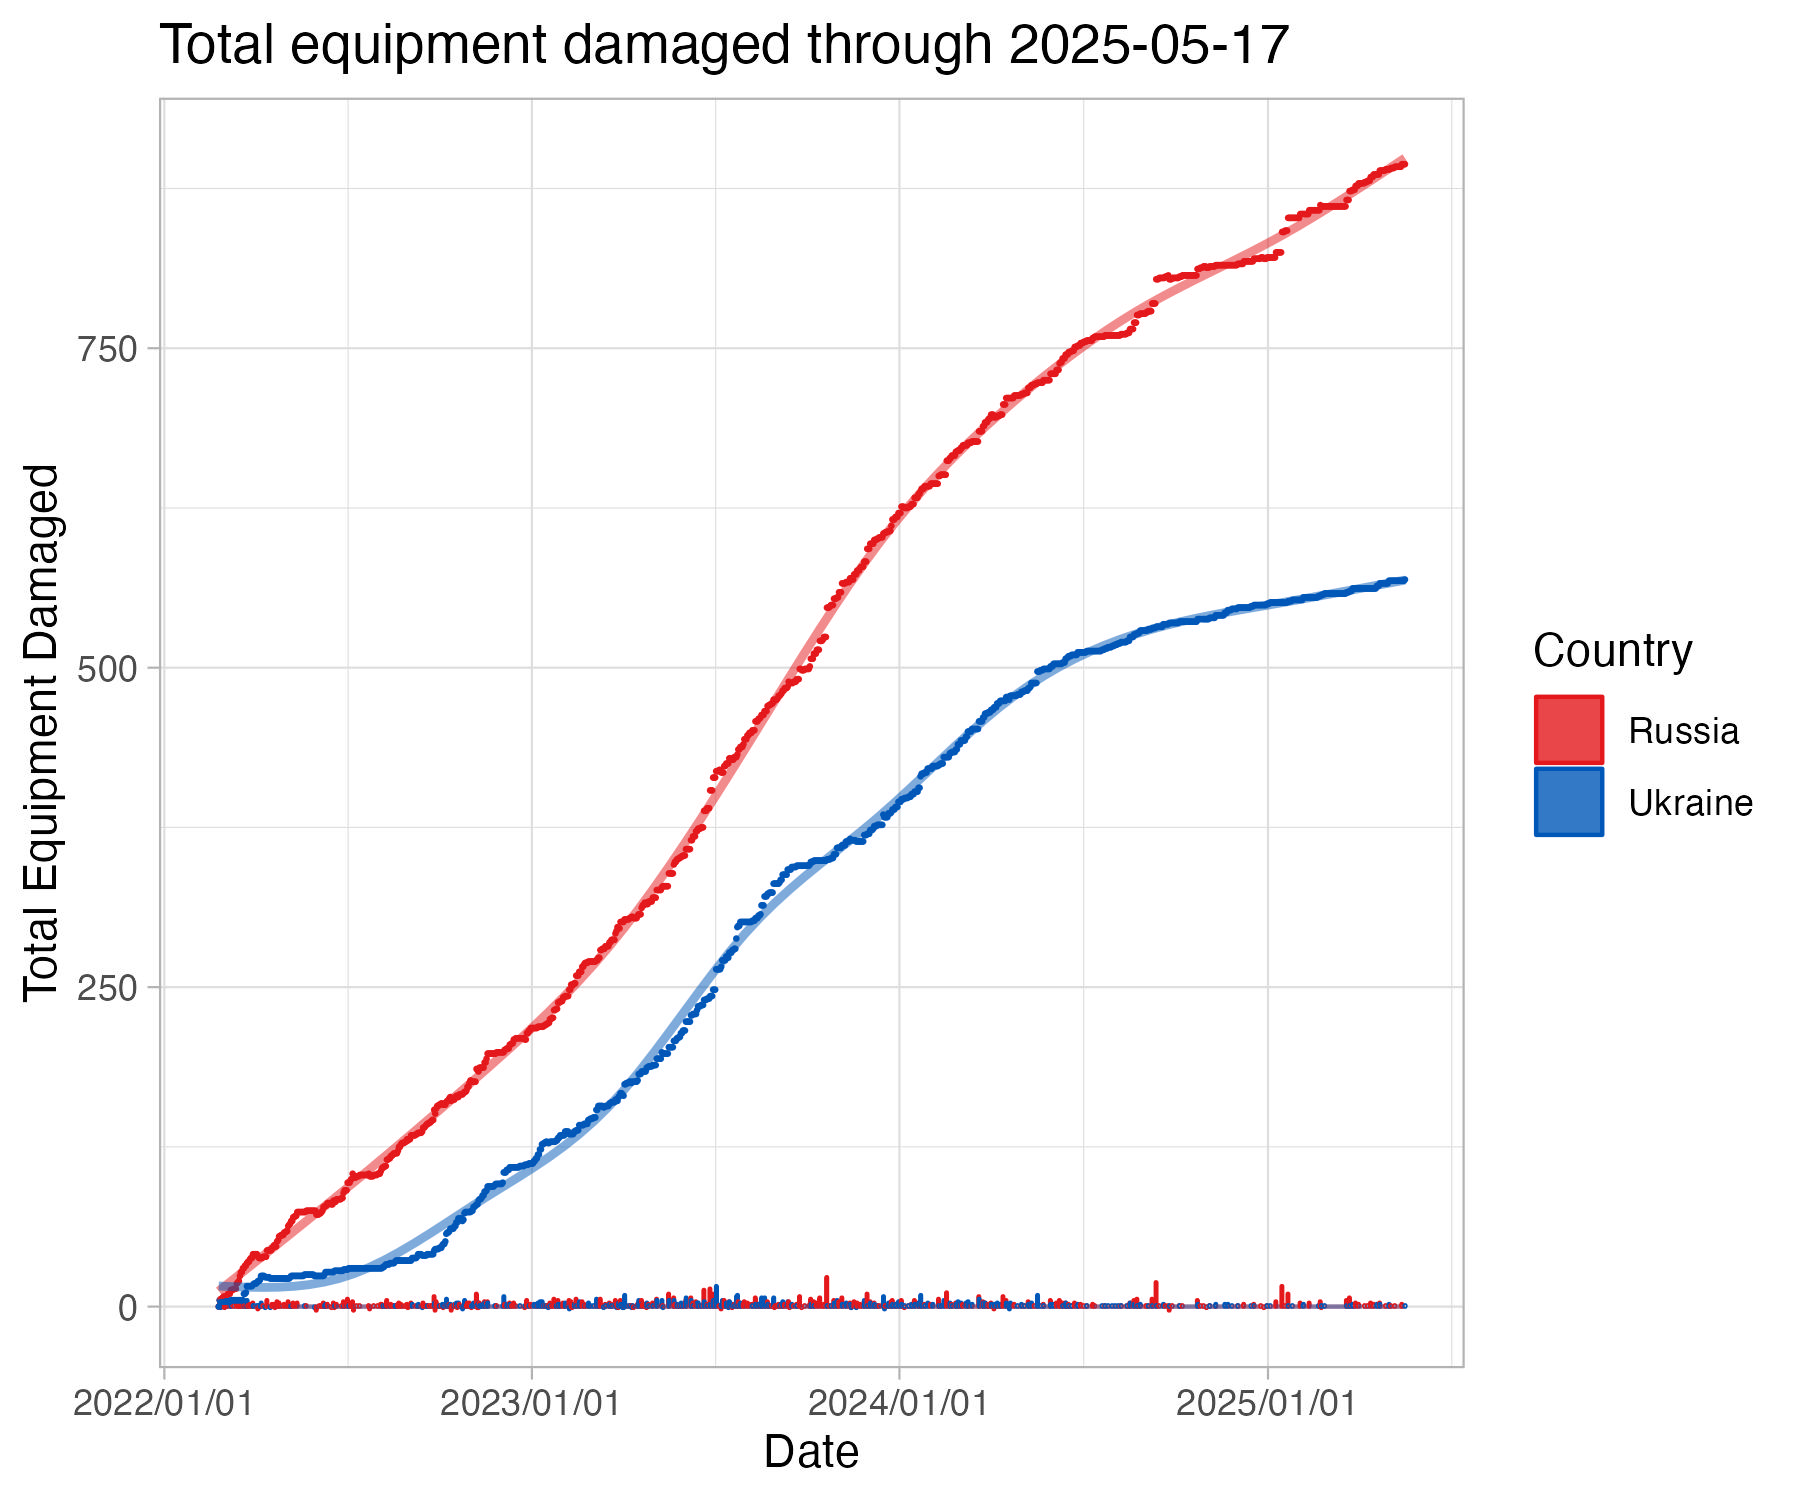 Total equipment damaged through 2025-05-17
Total Equipment Damaged
750
500
250
0
2022/01/01
2023/01/01
2024/01/01
2025/01/01
Date
Country
Russia
Ukraine